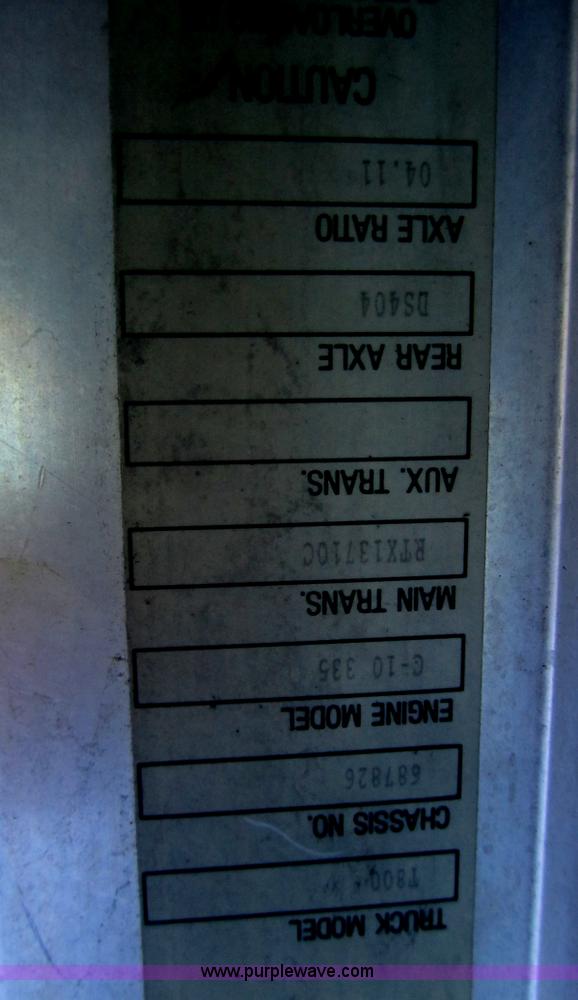 TRUCK MODEL
T800
CHASSIS NO.
687826
ENGINE MODEL
C-10 335
MAIN TRANS.
RTX13710C
AUX. TRANS.
REAR AXLE
DS404
AXLE RATIO
04.11
CAUTION
www.purplewave.com